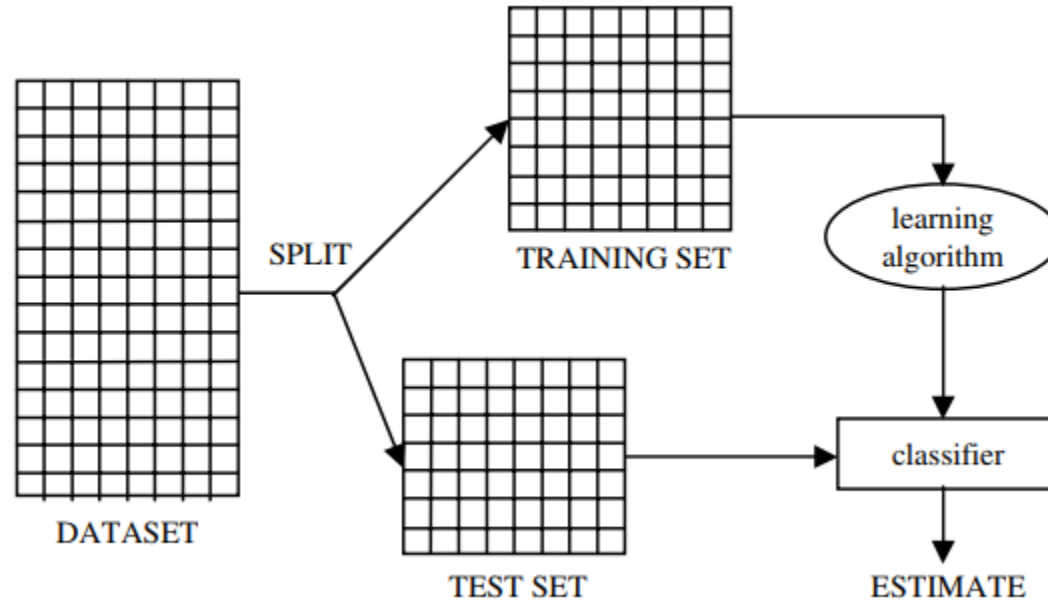 SPLIT
TRAINING SET
learning
algorithm
classifier
DATASET
TEST SET
ESTIMATE